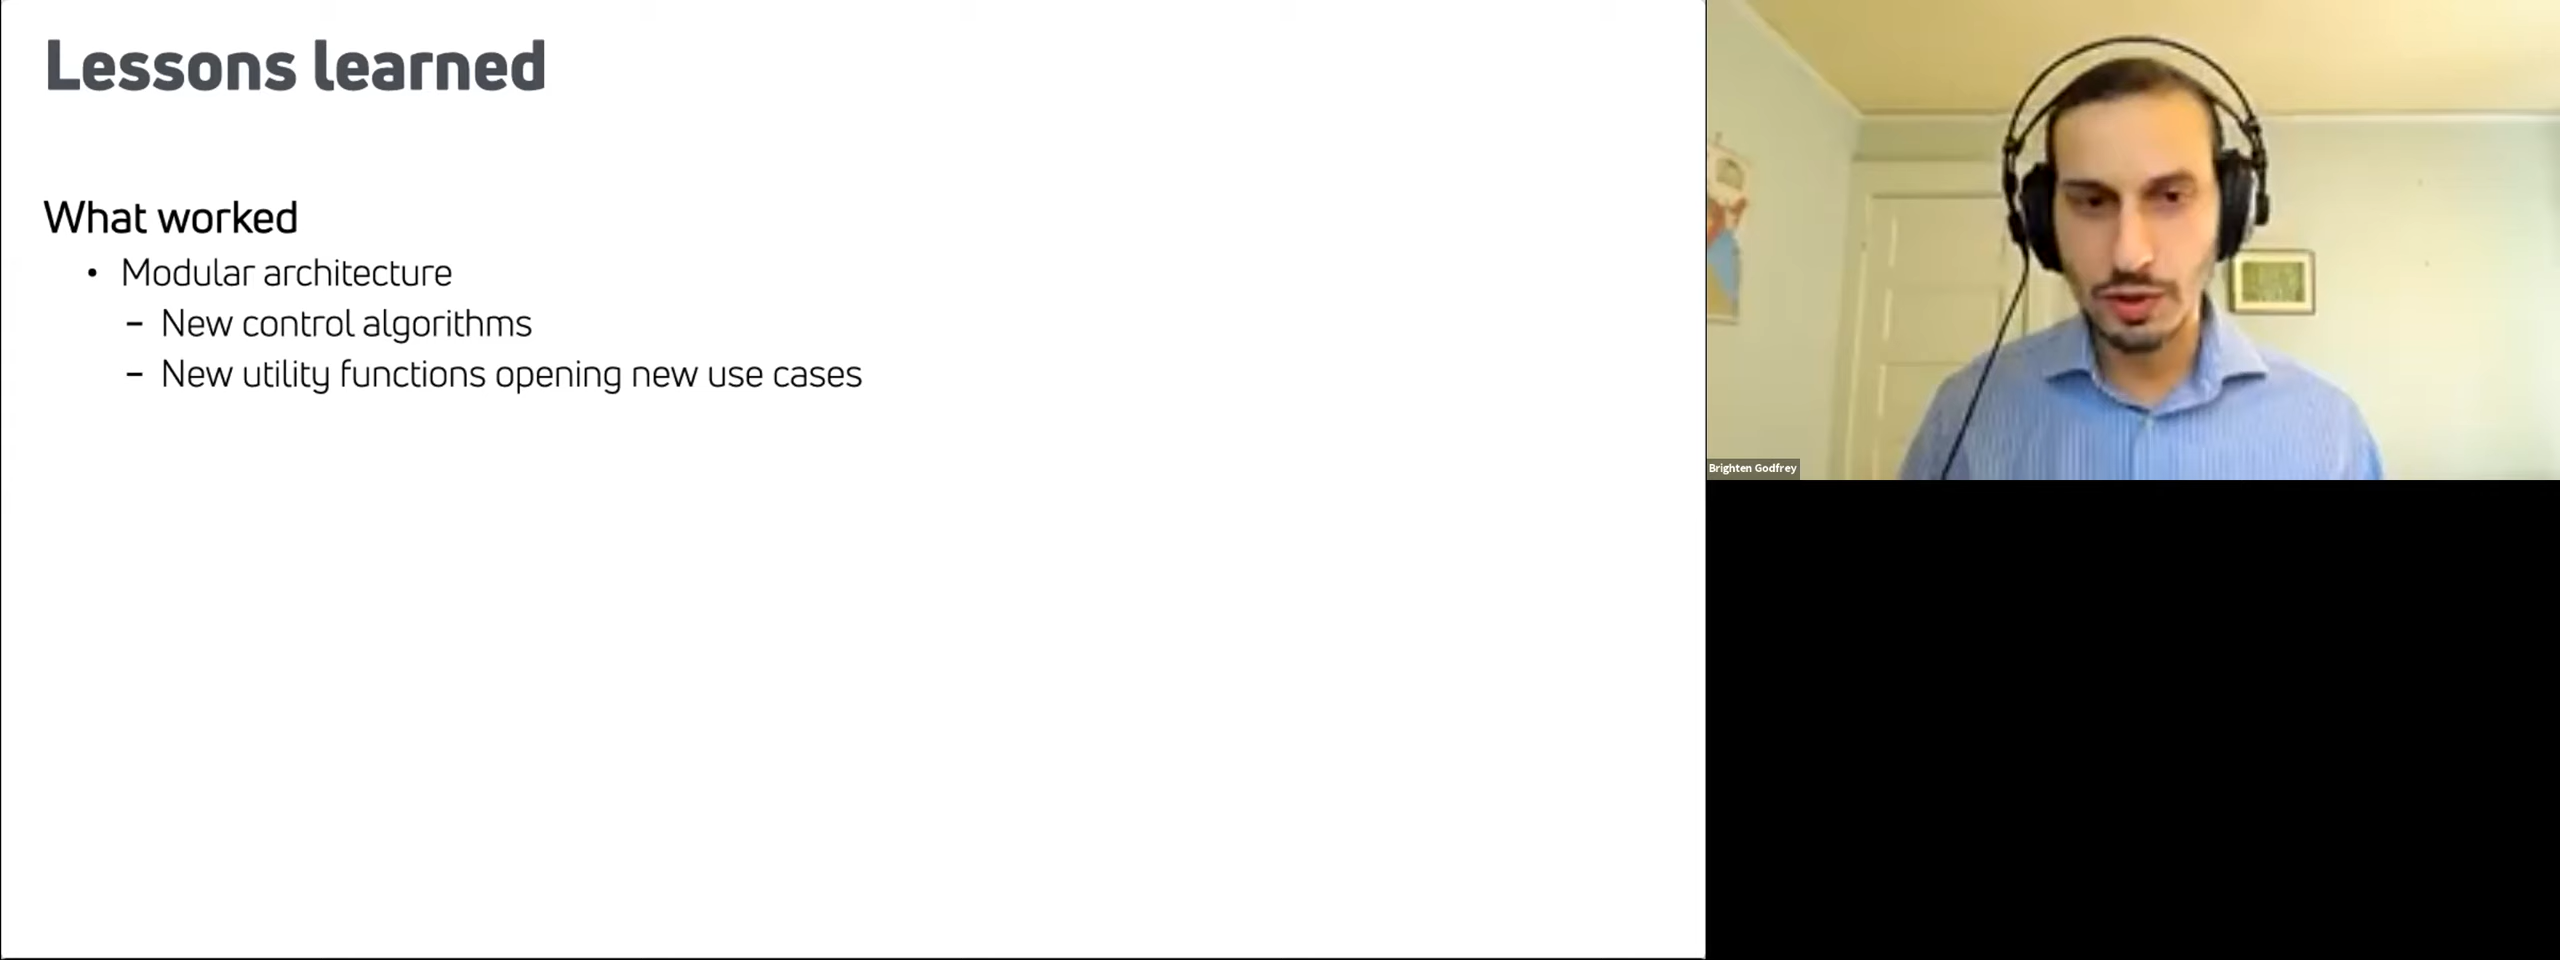 Lessons learned
What worked
• Modular architecture
– New control algorithms
– New utility functions opening new use cases
Brighten Godfrey